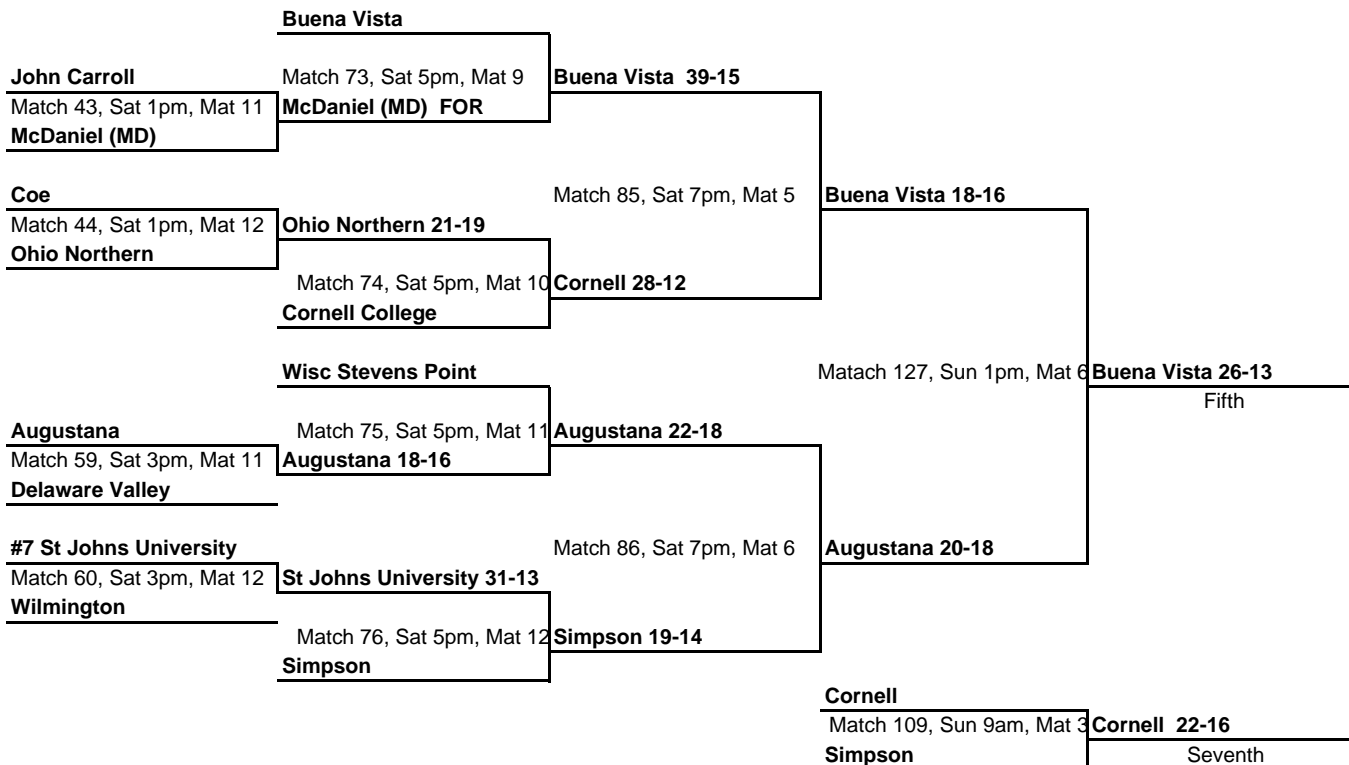 Buena Vista
John Carroll
Match 73, Sat 5pm, Mat 9
Buena Vista 39-15
Match 43, Sat 1pm, Mat 11
McDaniel (MD) FOR
McDaniel (MD)
Coe
Match 85, Sat 7pm, Mat 5
Buena Vista 18-16
Match 44, Sat 1pm, Mat 12
Ohio Northern 21-19
Ohio Northern
Match 74, Sat 5pm, Mat 10
Cornell 28-12
Cornell College
Wisc Stevens Point
Matach 127, Sun 1pm, Mat 6
Buena Vista 26-13
Fifth
Augustana
Match 75, Sat 5pm, Mat 11
Augustana 22-18
Match 59, Sat 3pm, Mat 11
Augustana 18-16
Delaware Valley
#7 St Johns University
Match 86, Sat 7pm, Mat 6
Augustana 20-18
Match 60, Sat 3pm, Mat 12
St Johns University 31-13
Wilmington
Match 76, Sat 5pm, Mat 12
Simpson 19-14
Simpson
Cornell
Match 109, Sun 9am, Mat 3
Cornell 22-16
Simpson
Seventh